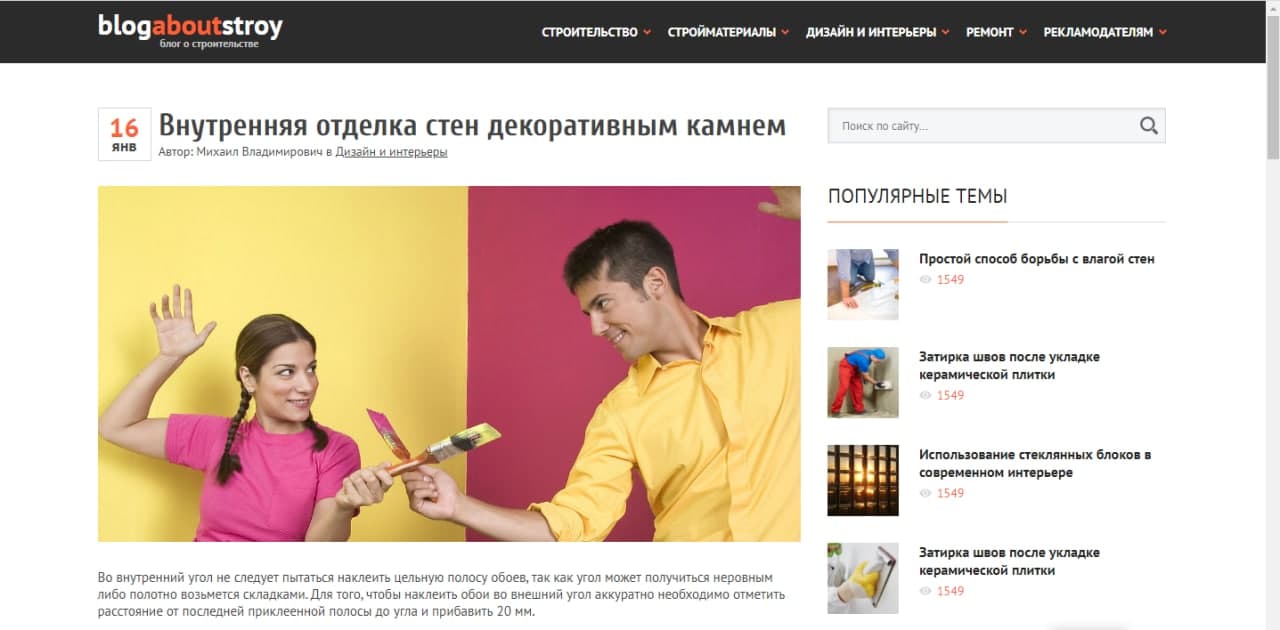 blogaboutstroy
блог о строительстве
СТРОИТЕЛЬСТВО СТРОЙМАТЕРИАЛЫ ДИЗАЙН И ИНТЕРЬЕРЫ РЕМОНТ РЕКЛАМОДАТЕЛЯМ
16
ЯНВ
Внутренняя отделка стен декоративным камнем
Автор: Михаил Владимирович в Дизайн и интерьеры
Во внутренний угол не следует пытаться наклеить цельную полосу обоев, так как угол может получиться неровным
либо полотно возьмется складками. Для того, чтобы наклеить обои во внешний угол аккуратно необходимо отметить
расстояние от последней приклеенной полосы до угла и прибавить 20 мм.
Поиск по сайту...
ПОПУЛЯРНЫЕ ТЕМЫ
Простой способ борьбы с влагой стен
1549
Затирка швов после укладке
керамической плитки
1549
Использование стеклянных блоков в
современном интерьере
1549
Затирка швов после укладке
керамической плитки
1549